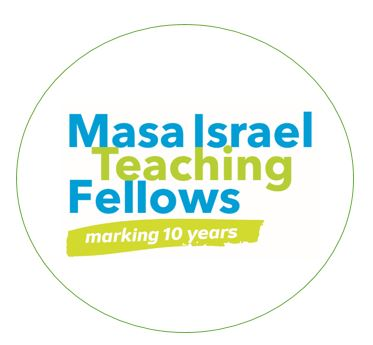 Masa Israel
Teaching
Fellows
marking 10 years